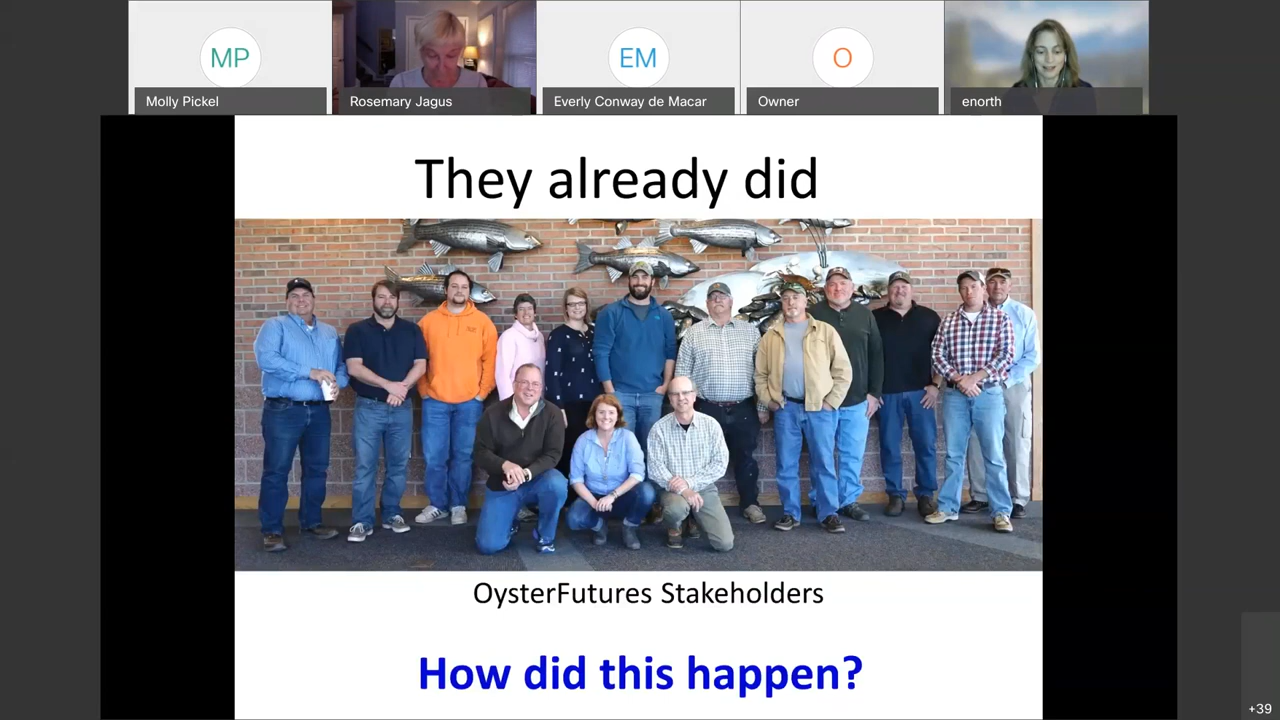 MP
EM
O
Molly Pickel
Rosemary Jagus
Everly Conway de Macar
Owner
enorth
They already did
OysterFutures Stakeholders
How did this happen?
+39